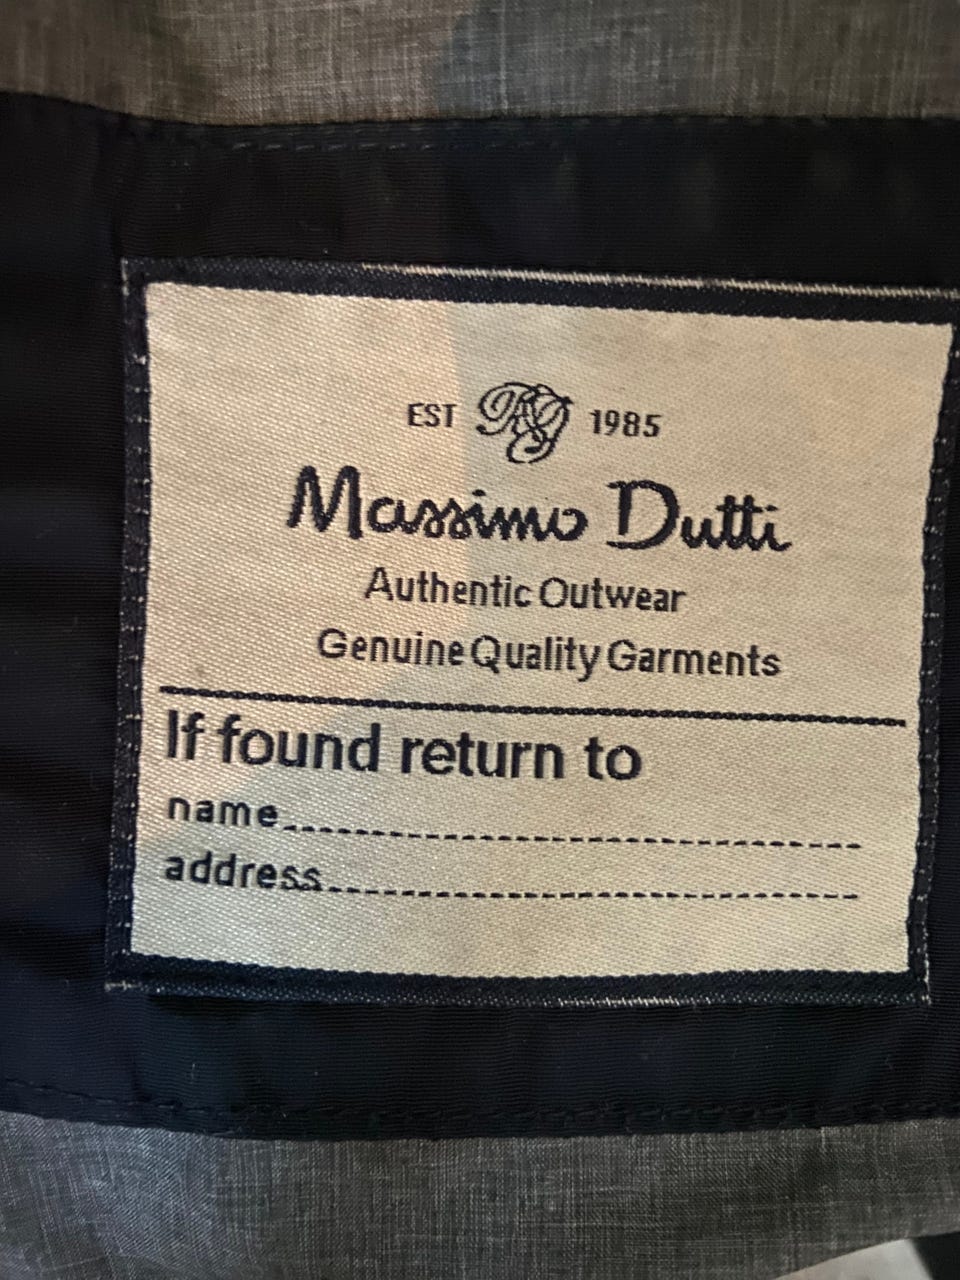 EST 1985
Massimo Dutti
Authentic Outwear
Genuine Quality Garments
If found return to
name
address